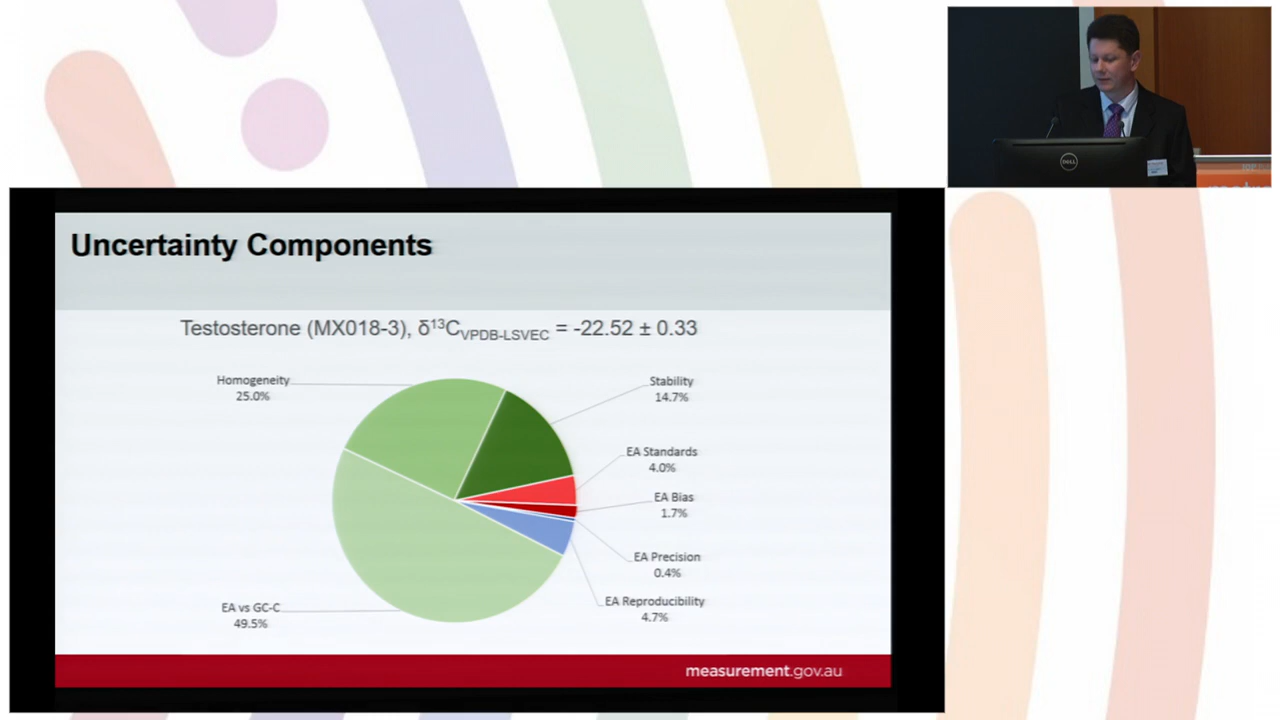 DELL
Uncertainty Components
Testosterone (MX018-3), δ¹³C_VPDB-LSVEC = -22.52 ± 0.33
Homogeneity
25.0%
Stability
14.7%
EA Standards
4.0%
EA Bias
1.7%
EA Precision
0.4%
EA Reproducibility
4.7%
EA vs GC-C
49.5%
measurement.gov.au